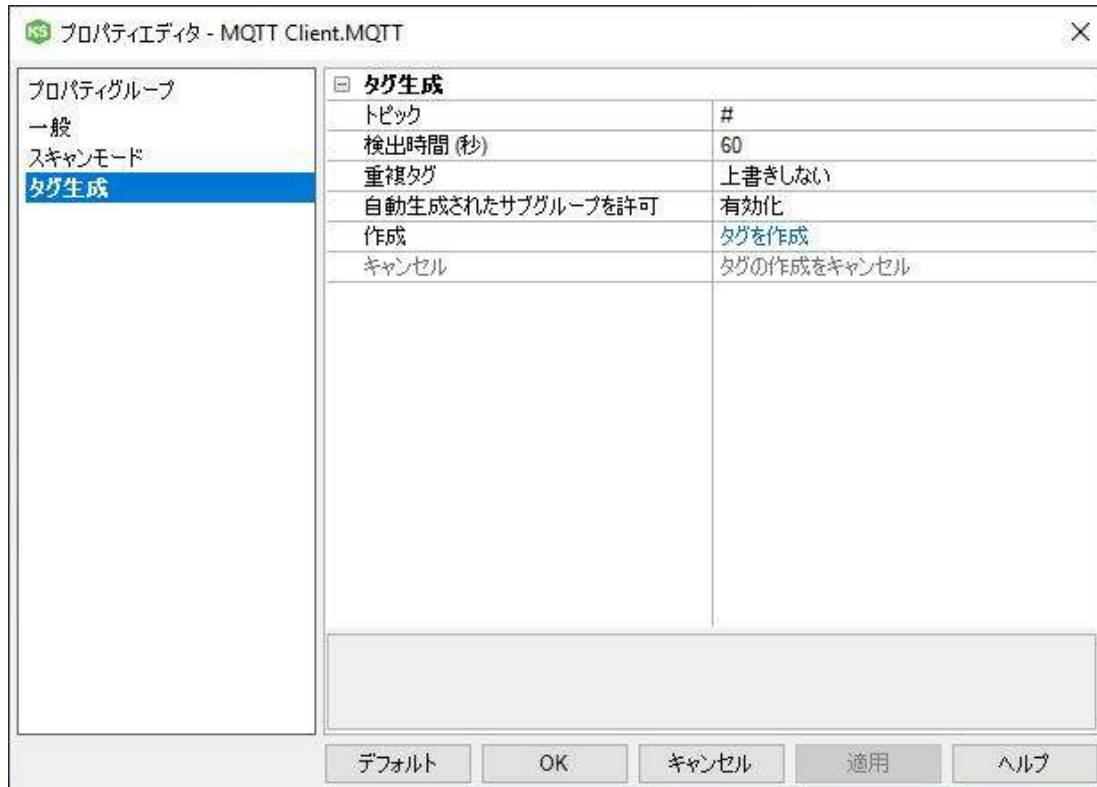 KS プロパティエディタ - MQTT Client.MQTT
プロパティグループ
一般
スキャンモード
タグ生成
タグ生成
トピック #
検出時間 (秒) 60
重複タグ 上書きしない
自動生成されたサブグループを許可 有効化
作成 タグを作成
キャンセル タグの作成をキャンセル
デフォルト OK キャンセル 適用 ヘルプ